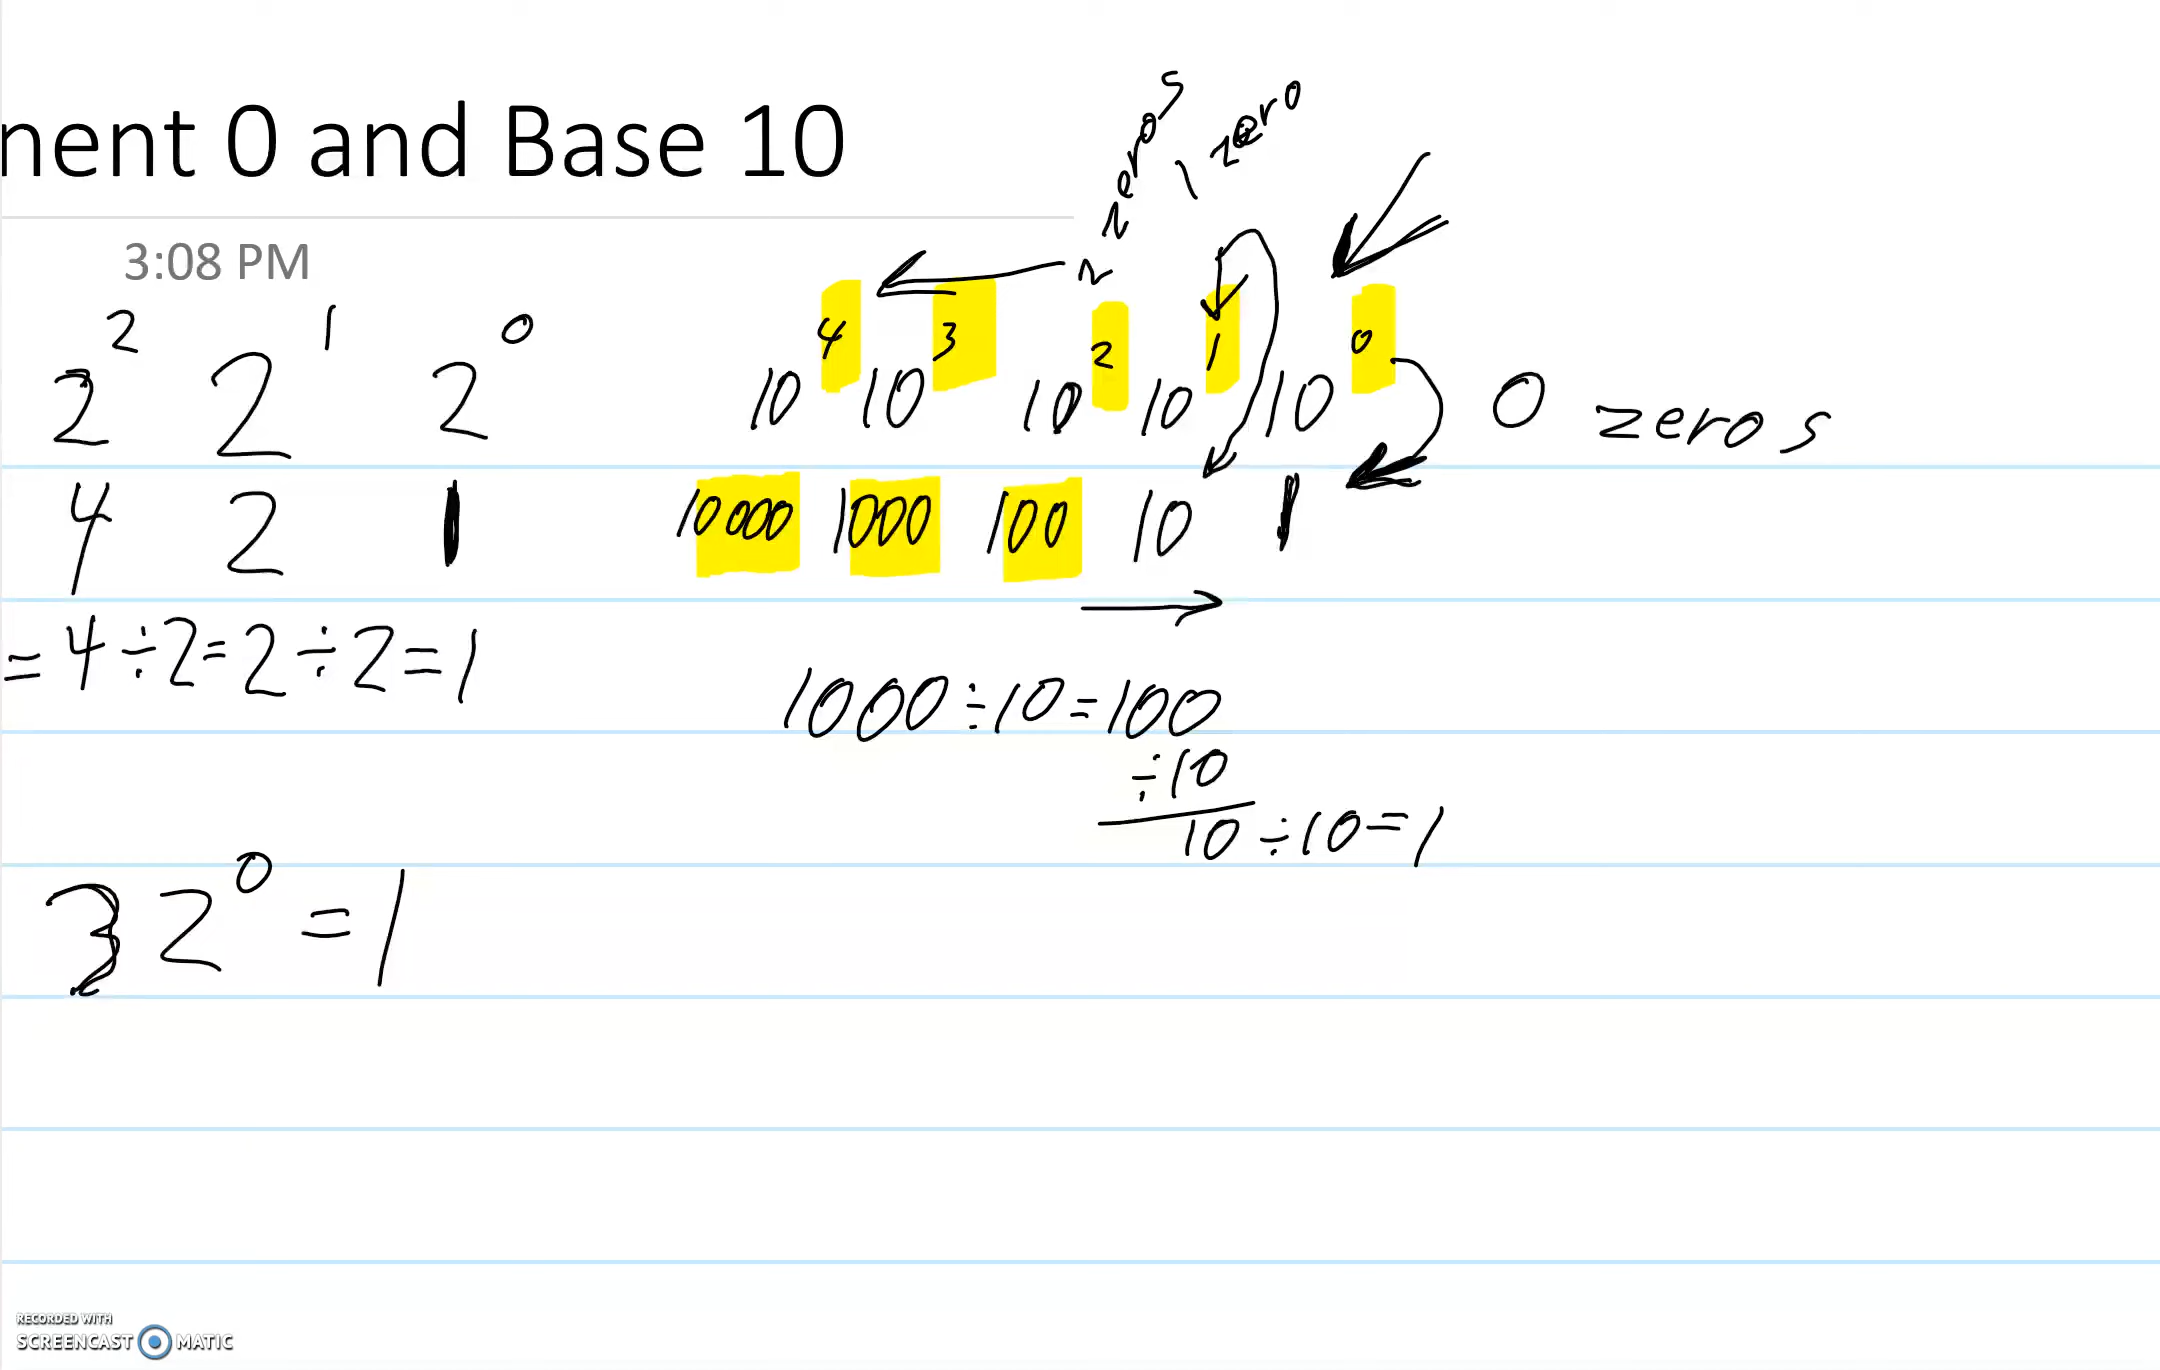 nent 0 and Base 10
3:08 PM
2 zeros
1 zero
2² 2¹ 2⁰
10⁴ 10³ 10² 10¹ 10⁰ 0 zeros
4 2 1
10000 1000 100 10 1
= 4 ÷ 2 = 2 ÷ 2 = 1
1000 ÷ 10 = 100
÷ 10
10 ÷ 10 = 1
32⁰ = 1
RECORDED WITH
SCREENCAST MATIC